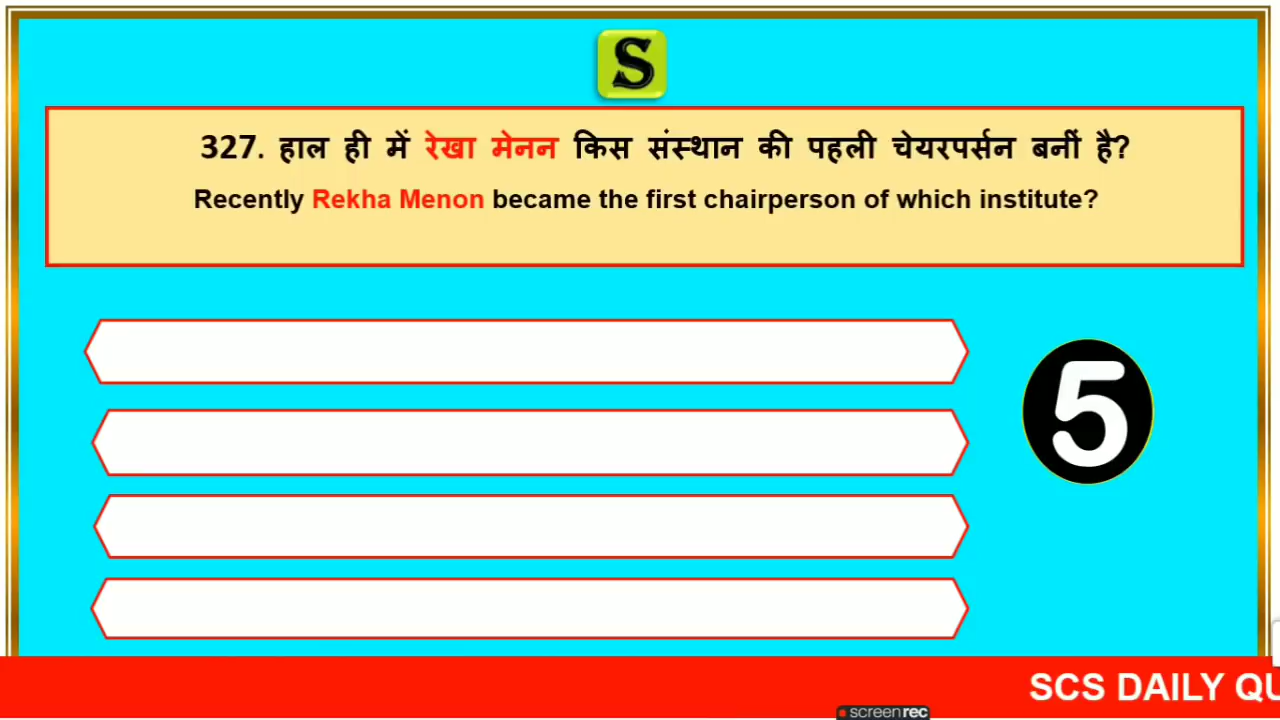 S
327. हाल ही में रेखा मेनन किस संस्थान की पहली चेयरपर्सन बनीं है?
Recently Rekha Menon became the first chairperson of which institute?
5
SCS DAILY QU
screenrec